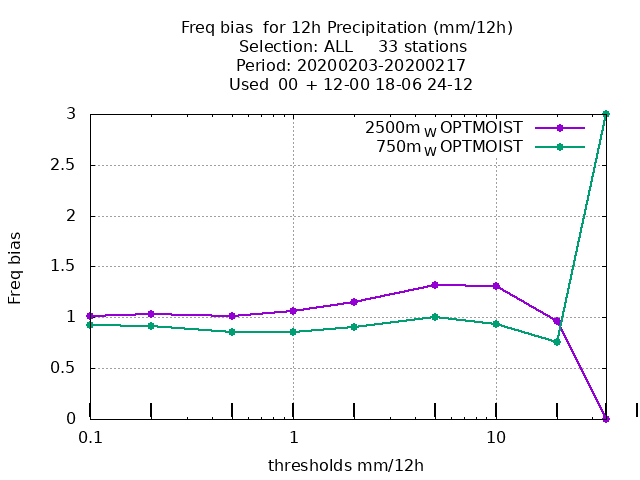 Freq bias  for 12h Precipitation (mm/12h)
Selection: ALL     33 stations
Period: 20200203-20200217
Used  00  + 12-00 18-06 24-12
2500m W OPTMOIST
750m W OPTMOIST
3
2.5
2
1.5
1
0.5
0
Freq bias
0.1 1 10
thresholds mm/12h